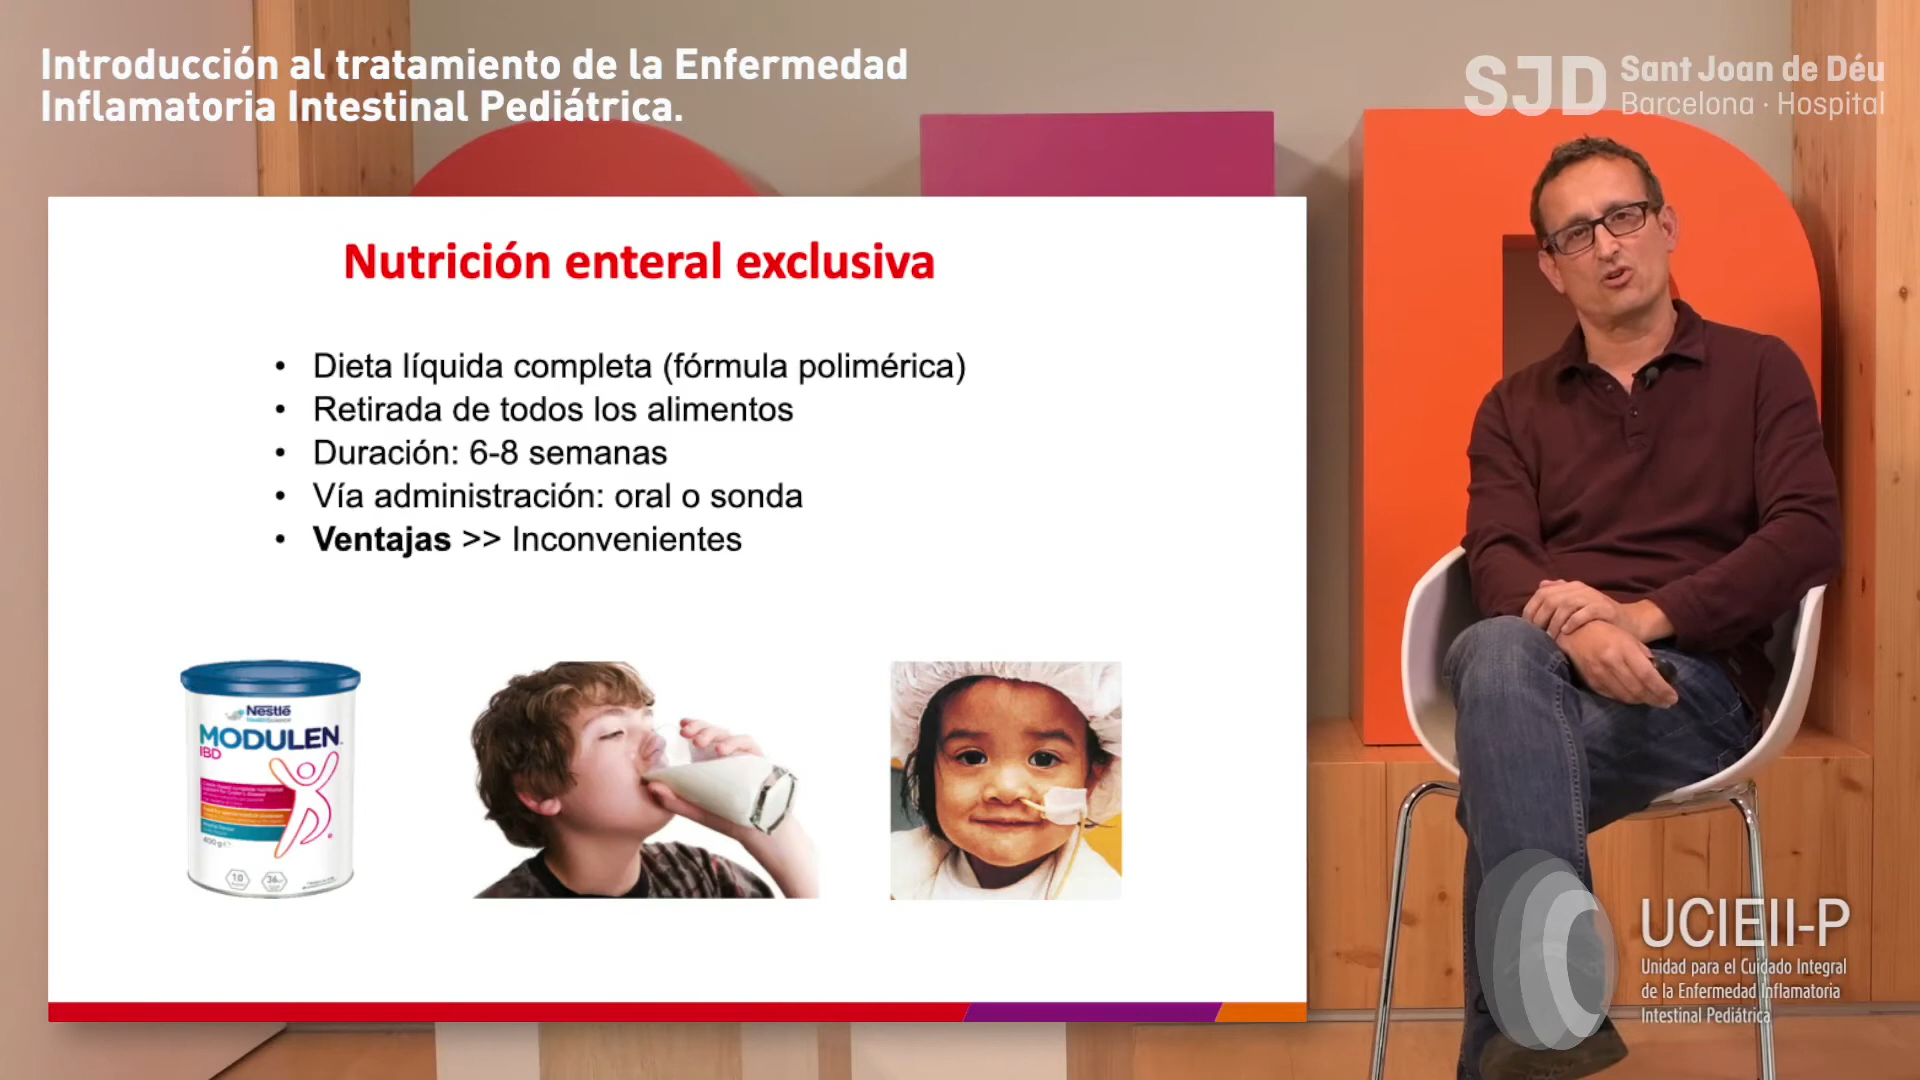 Introducción al tratamiento de la Enfermedad
Inflamatoria Intestinal Pediátrica.
SJD Sant Joan de Déu
Barcelona · Hospital
Nutrición enteral exclusiva
• Dieta líquida completa (fórmula polimérica)
• Retirada de todos los alimentos
• Duración: 6-8 semanas
• Vía administración: oral o sonda
• Ventajas >> Inconvenientes
Nestlé
HealthScience
MODULEN
IBD
400 g
UCIEII-P
Unidad para el Cuidado Integral
de la Enfermedad Inflamatoria
Intestinal Pediátrica